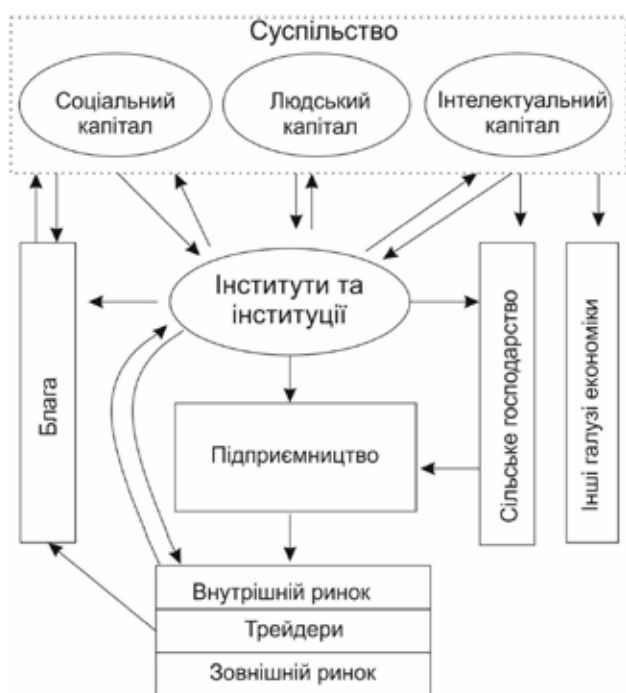 Суспільство
Соціальний
капітал
Людський
капітал
Інтелектуальний
капітал
Інститути та
інституції
Блага
Підприємництво
Сільське господарство
Інші галузі економіки
Внутрішній ринок
Трейдери
Зовнішній ринок